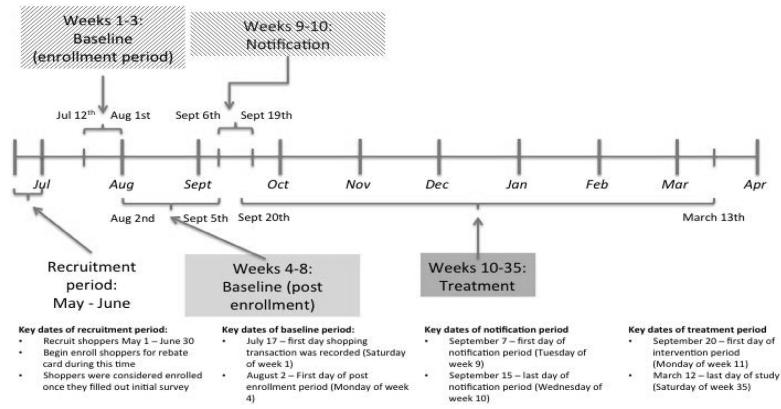 Weeks 1-3:
Baseline
(enrollment period)
Weeks 9-10:
Notification
Jul 12th Aug 1st
Sept 6th Sept 19th
Jul Aug Sept Oct Nov Dec Jan Feb Mar Apr
Aug 2nd Sept 5th Sept 20th March 13th
Recruitment
period:
May - June
Weeks 4-8:
Baseline (post
enrollment)
Weeks 10-35:
Treatment
Key dates of recruitment period:
• Recruit shoppers May 1 – June 30
• Begin enroll shoppers for rebate
card during this time
• Shoppers were considered enrolled
once they filled out initial survey
Key dates of baseline period:
• July 17 – first day shopping
transaction was recorded (Saturday
of week 1)
• August 2 – First day of post
enrollment period (Monday of week
4)
Key dates of notification period
• September 7 – first day of
notification period (Tuesday of
week 9)
• September 15 – last day of
notification period (Wednesday of
week 10)
Key dates of treatment period
• September 20 – first day of
intervention period
(Monday of week 11)
• March 12 – last day of study
(Saturday of week 35)